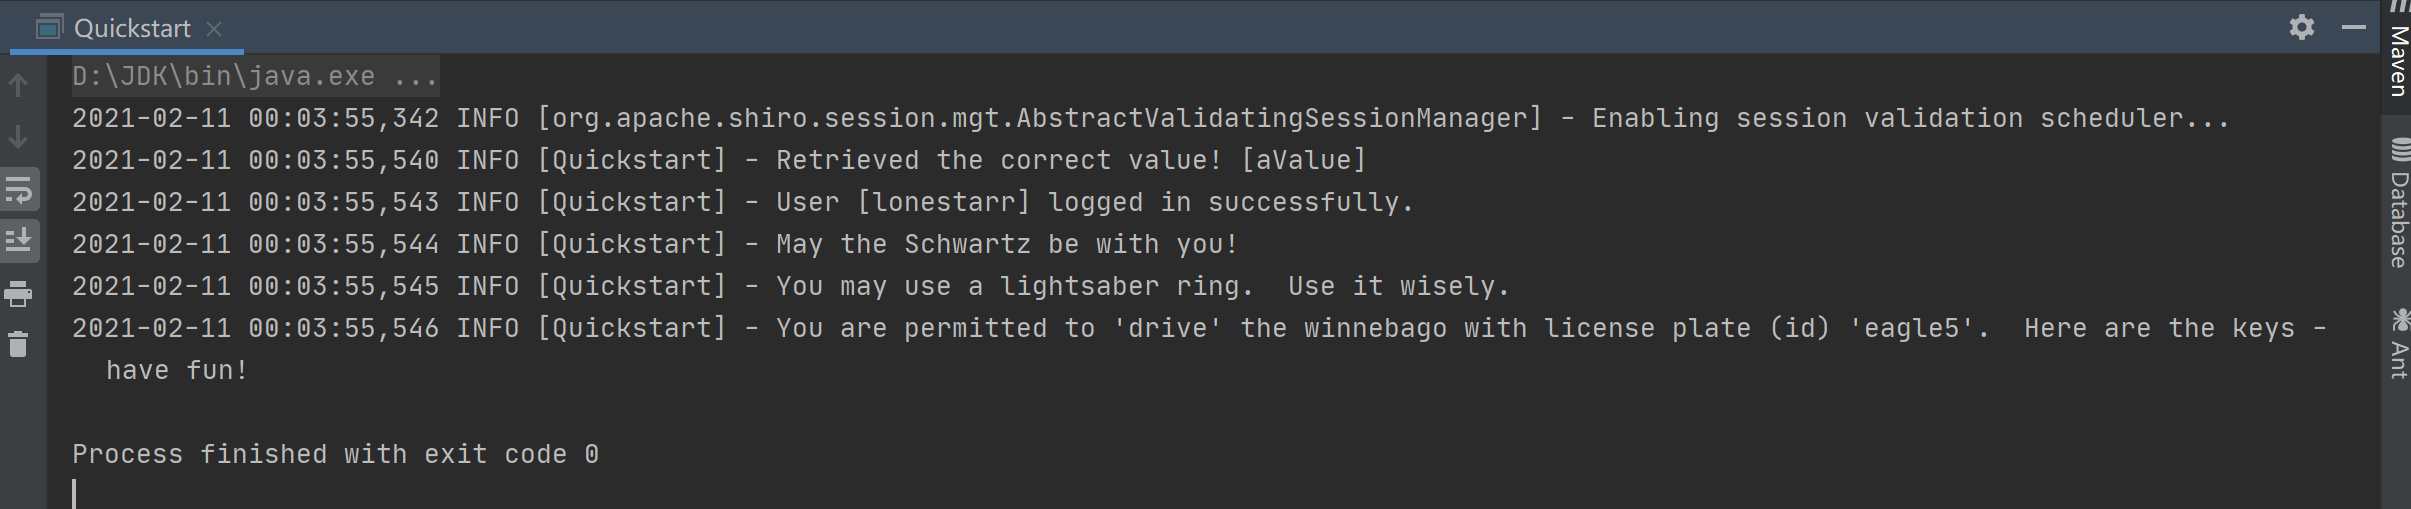 Quickstart
D:\JDK\bin\java.exe ...
2021-02-11 00:03:55,342 INFO [org.apache.shiro.session.mgt.AbstractValidatingSessionManager] - Enabling session validation scheduler...
2021-02-11 00:03:55,540 INFO [Quickstart] - Retrieved the correct value! [aValue]
2021-02-11 00:03:55,543 INFO [Quickstart] - User [lonestarr] logged in successfully.
2021-02-11 00:03:55,544 INFO [Quickstart] - May the Schwartz be with you!
2021-02-11 00:03:55,545 INFO [Quickstart] - You may use a lightsaber ring.  Use it wisely.
2021-02-11 00:03:55,546 INFO [Quickstart] - You are permitted to 'drive' the winnebago with license plate (id) 'eagle5'.  Here are the keys -
have fun!
Process finished with exit code 0
Maven
Database
Ant